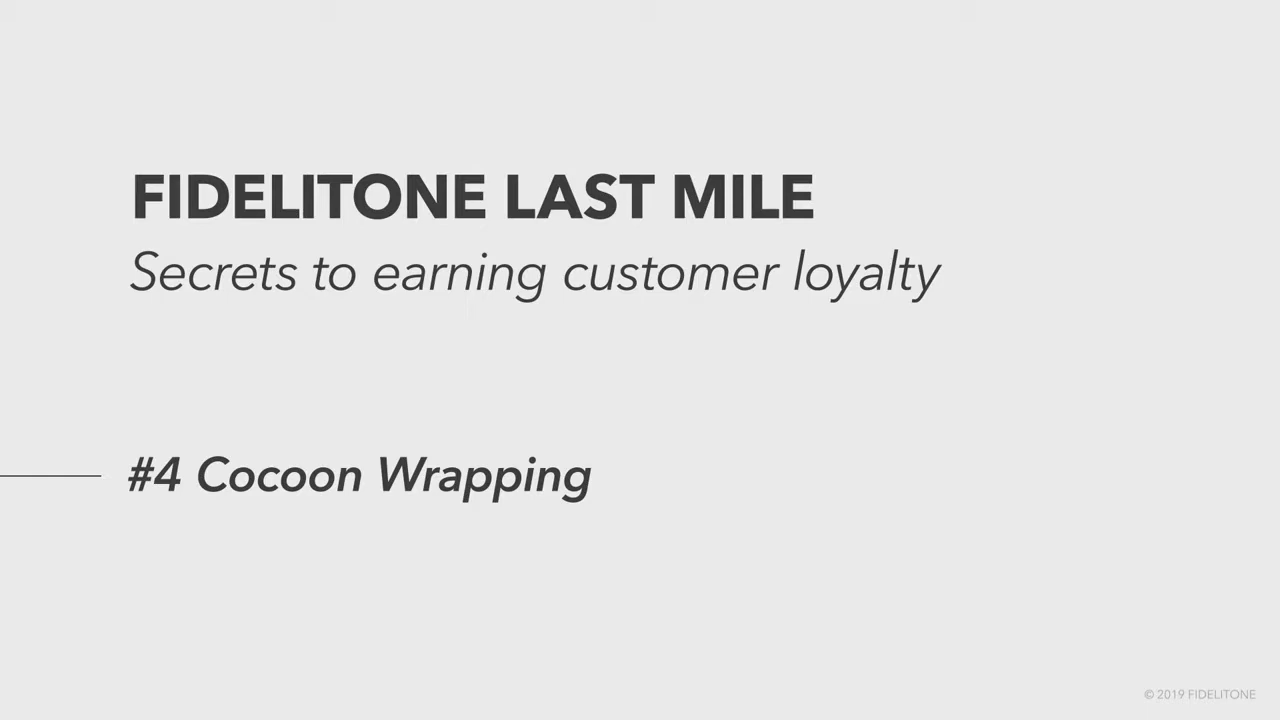 FIDELITONE LAST MILE
Secrets to earning customer loyalty
#4 Cocoon Wrapping
© 2019 FIDELITONE